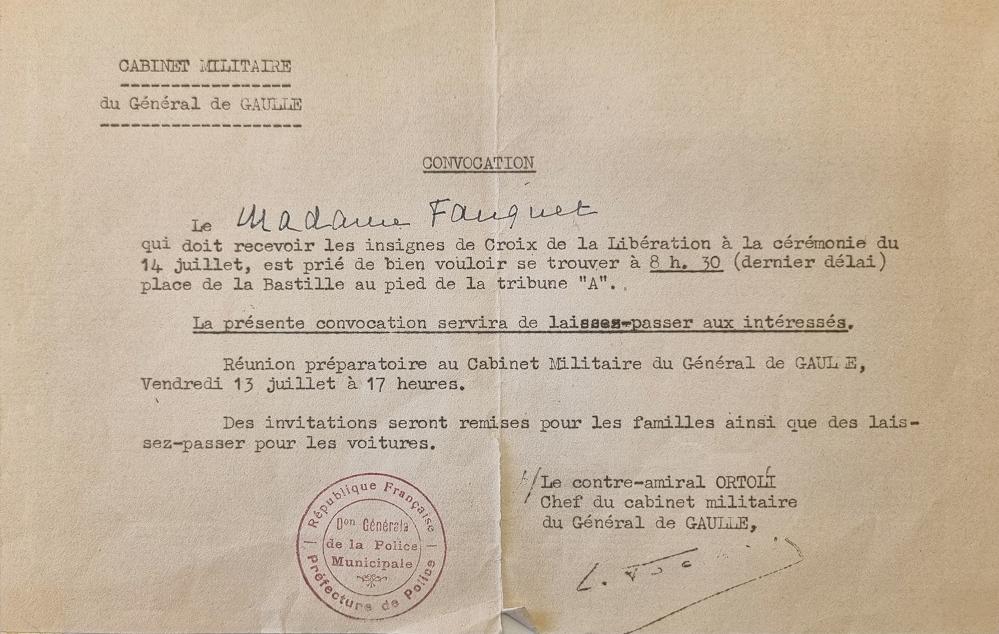 CABINET MILITAIRE
du Général de GAULLE
CONVOCATION
Le Madame Fauquet
qui doit recevoir les insignes de Croix de la Libération à la cérémonie du
14 juillet, est prié de bien vouloir se trouver à 8 h. 30 (dernier délai)
place de la Bastille au pied de la tribune "A".
La présente convocation servira de laissez-passer aux intéressés.
Réunion préparatoire au Cabinet Militaire du Général de GAUL E,
Vendredi 13 juillet à 17 heures.
Des invitations seront remises pour les familles ainsi que des lais-
sez-passer pour les voitures.
Le contre-amiral ORTOLI
Chef du cabinet militaire
du Général de GAULLE,
République Française
Don Générale
de la Police
Municipale
Préfecture de Police